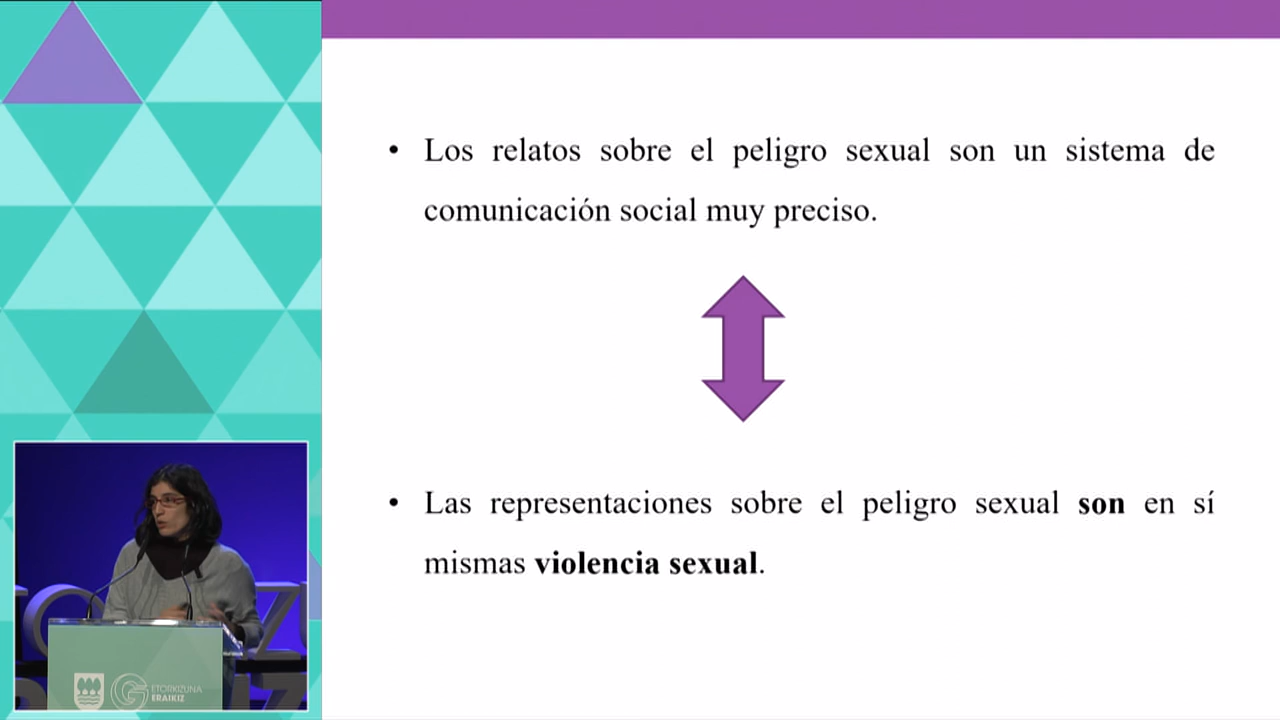 • Los relatos sobre el peligro sexual son un sistema de
comunicación social muy preciso.
• Las representaciones sobre el peligro sexual son en sí
mismas violencia sexual.
ETORKIZUNA
ERAIKIZ